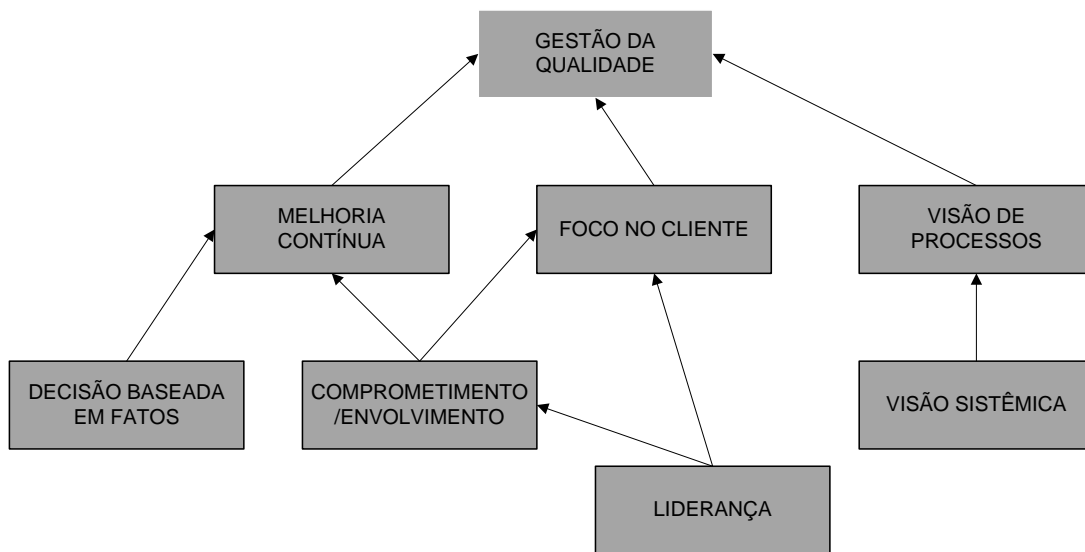 GESTÃO DA
QUALIDADE
MELHORIA
CONTÍNUA
FOCO NO CLIENTE
VISÃO DE
PROCESSOS
DECISÃO BASEADA
EM FATOS
COMPROMETIMENTO
/ENVOLVIMENTO
VISÃO SISTÊMICA
LIDERANÇA